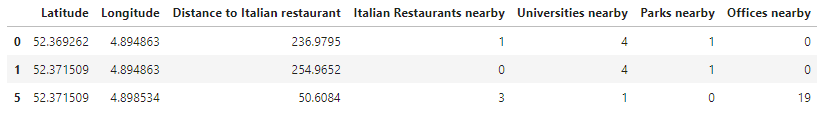 Latitude Longitude Distance to Italian restaurant Italian Restaurants nearby Universities nearby Parks nearby Offices nearby
0 52.369262 4.894863 236.9795 1 4 1 0
1 52.371509 4.894863 254.9652 0 4 1 0
5 52.371509 4.898534 50.6084 3 1 0 19